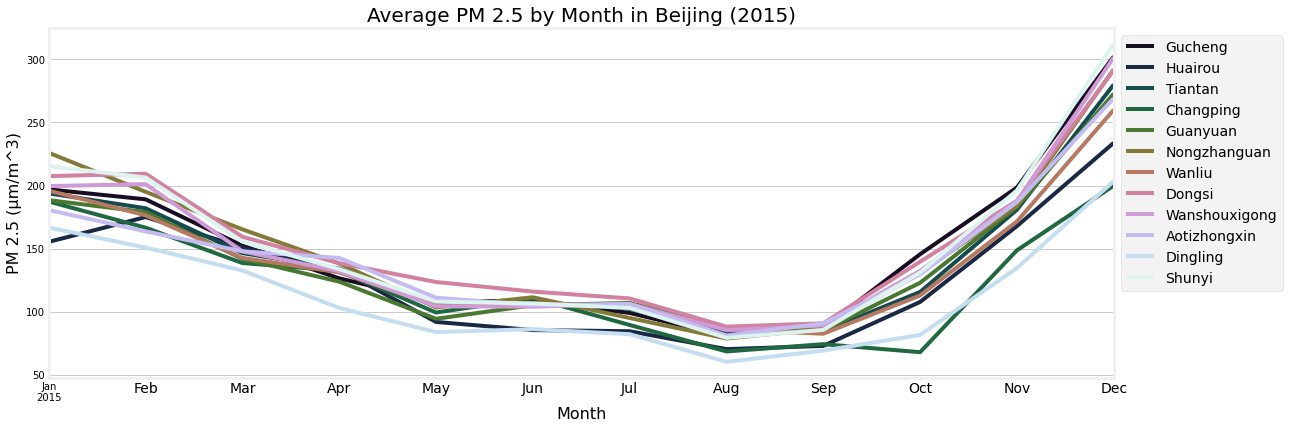 Average PM 2.5 by Month in Beijing (2015)
PM 2.5 (μm/m^3)
300
250
200
150
100
50
Jan Feb Mar Apr May Jun Jul Aug Sep Oct Nov Dec
2015
Month
Gucheng
Huairou
Tiantan
Changping
Guanyuan
Nongzhanguan
Wanliu
Dongsi
Wanshouxigong
Aotizhongxin
Dingling
Shunyi